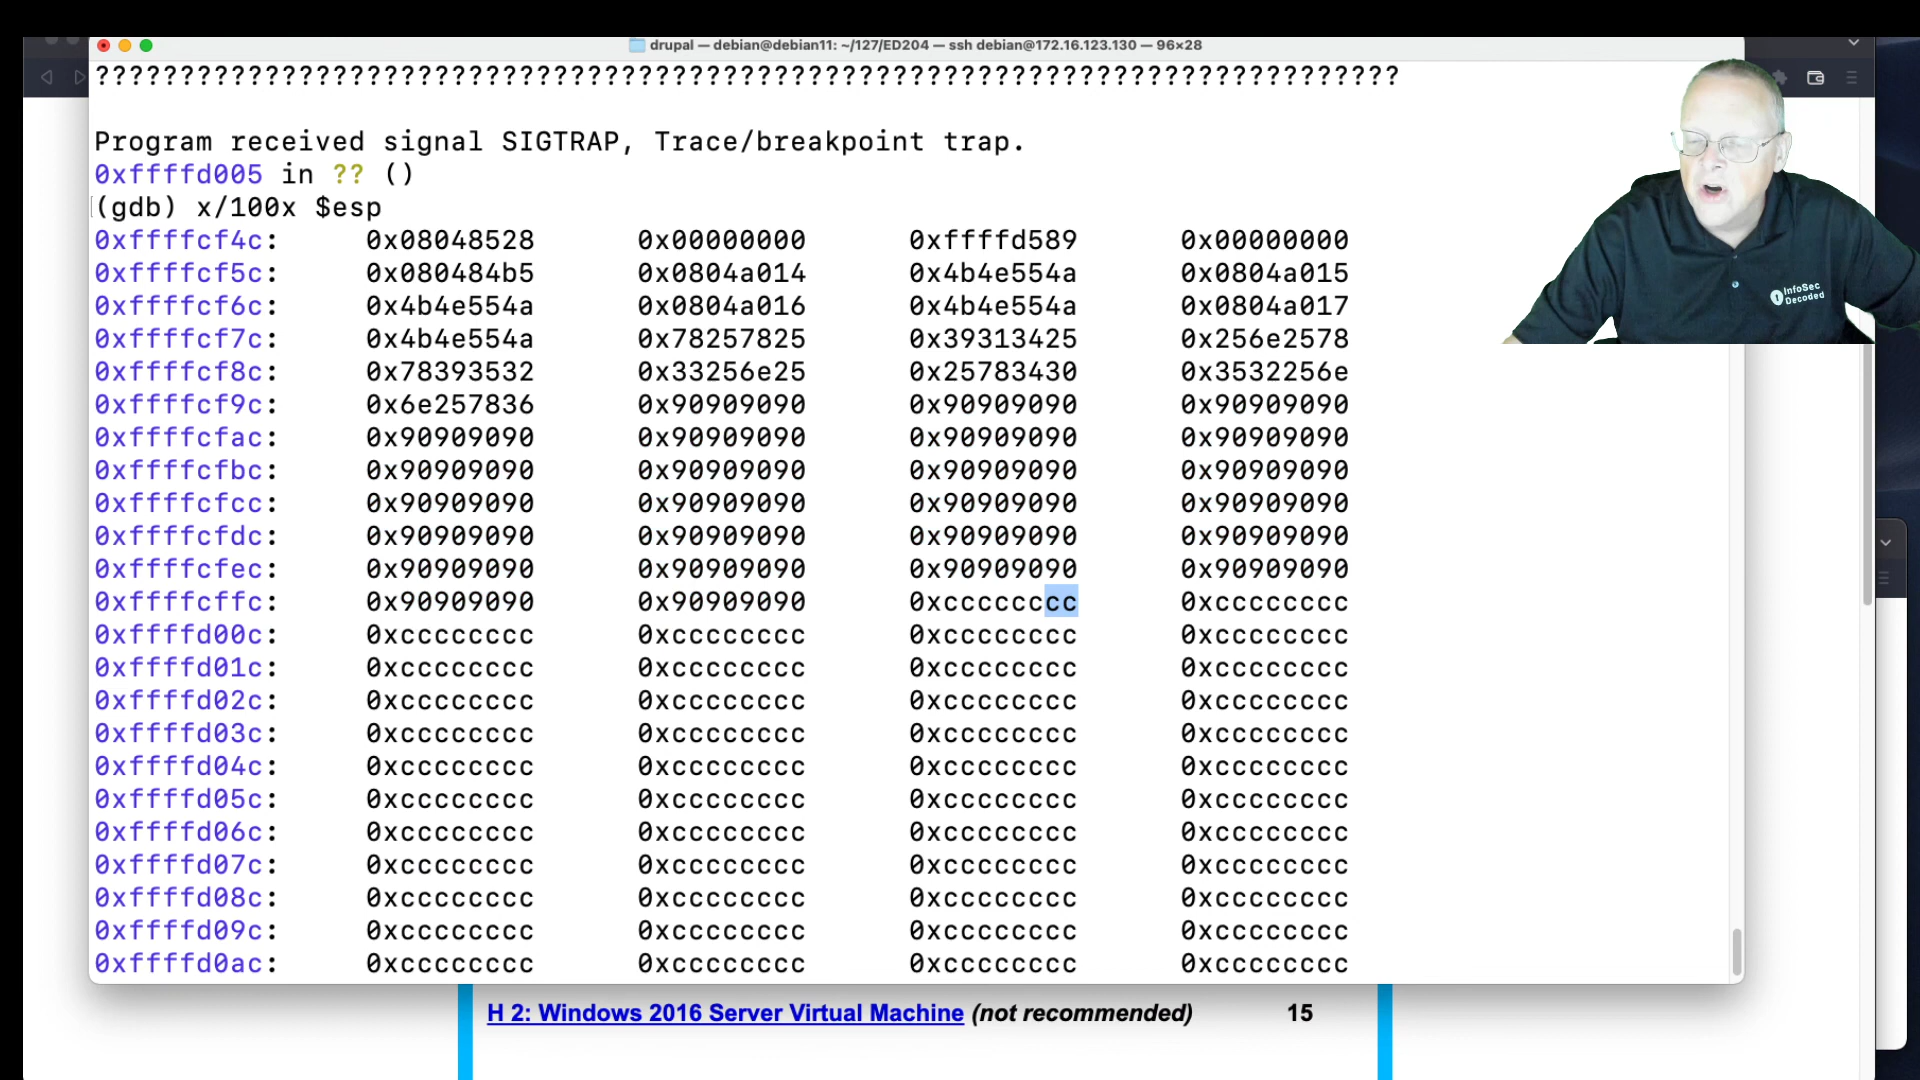 drupal — debian@debian11: ~/127/ED204 — ssh debian@172.16.123.130 — 96×28
?????????????????????????????????????????????????????????????????????????????
Program received signal SIGTRAP, Trace/breakpoint trap.
0xffffd005 in ?? ()
(gdb) x/100x $esp
0xffffcf4c: 0x08048528 0x00000000 0xffffd589 0x00000000
0xffffcf5c: 0x080484b5 0x0804a014 0x4b4e554a 0x0804a015
0xffffcf6c: 0x4b4e554a 0x0804a016 0x4b4e554a 0x0804a017
0xffffcf7c: 0x4b4e554a 0x78257825 0x39313425 0x256e2578
0xffffcf8c: 0x78393532 0x33256e25 0x25783430 0x3532256e
0xffffcf9c: 0x6e257836 0x90909090 0x90909090 0x90909090
0xffffcfac: 0x90909090 0x90909090 0x90909090 0x90909090
0xffffcfbc: 0x90909090 0x90909090 0x90909090 0x90909090
0xffffcfcc: 0x90909090 0x90909090 0x90909090 0x90909090
0xffffcfdc: 0x90909090 0x90909090 0x90909090 0x90909090
0xffffcfec: 0x90909090 0x90909090 0x90909090 0x90909090
0xffffcffc: 0x90909090 0x90909090 0xcccccccc 0xcccccccc
0xffffd00c: 0xcccccccc 0xcccccccc 0xcccccccc 0xcccccccc
0xffffd01c: 0xcccccccc 0xcccccccc 0xcccccccc 0xcccccccc
0xffffd02c: 0xcccccccc 0xcccccccc 0xcccccccc 0xcccccccc
0xffffd03c: 0xcccccccc 0xcccccccc 0xcccccccc 0xcccccccc
0xffffd04c: 0xcccccccc 0xcccccccc 0xcccccccc 0xcccccccc
0xffffd05c: 0xcccccccc 0xcccccccc 0xcccccccc 0xcccccccc
0xffffd06c: 0xcccccccc 0xcccccccc 0xcccccccc 0xcccccccc
0xffffd07c: 0xcccccccc 0xcccccccc 0xcccccccc 0xcccccccc
0xffffd08c: 0xcccccccc 0xcccccccc 0xcccccccc 0xcccccccc
0xffffd09c: 0xcccccccc 0xcccccccc 0xcccccccc 0xcccccccc
0xffffd0ac: 0xcccccccc 0xcccccccc 0xcccccccc 0xcccccccc
InfoSec
Decoded
H 2: Windows 2016 Server Virtual Machine (not recommended) 15